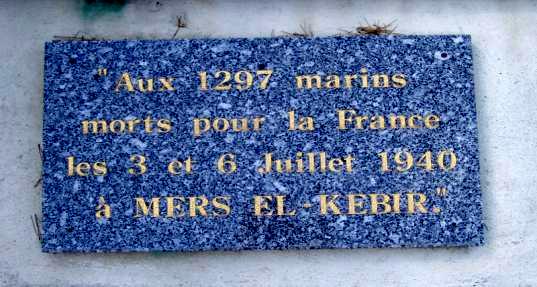 "Aux 1297 marins
morts pour la France
les 3 et 6 Juillet 1940
à MERS EL-KEBIR."